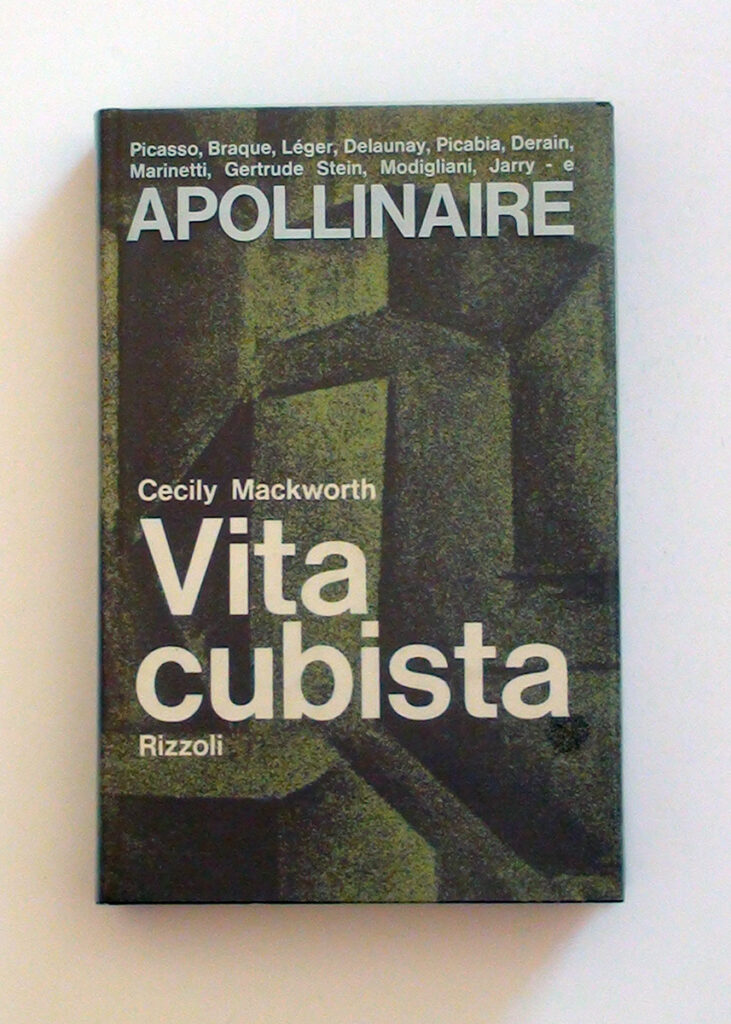 Picasso, Braque, Léger, Delaunay, Picabia, Derain,
Marinetti, Gertrude Stein, Modigliani, Jarry - e
APOLLINAIRE
Cecily Mackworth
Vita
cubista
Rizzoli